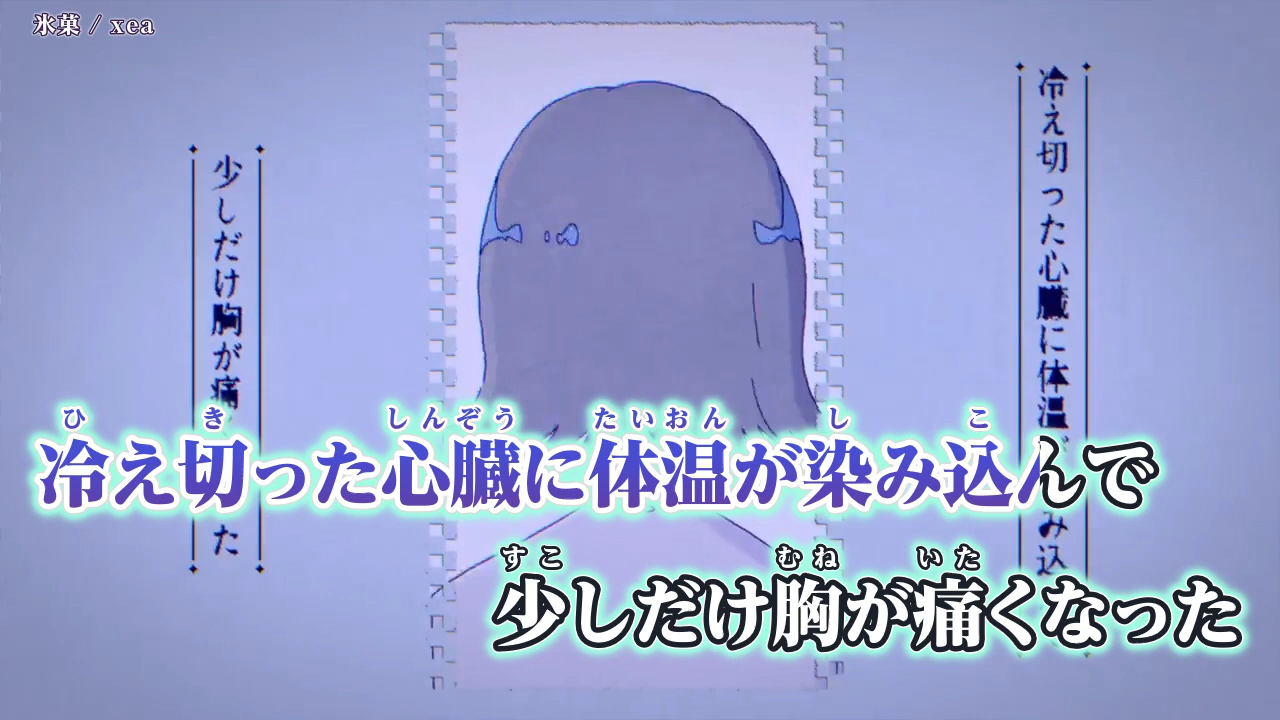 氷菓 / xea
冷え切った心臓に体温が み込
少しだけ胸が痛 た
ひ き しんぞう たいおん し こ
冷え切った心臓に体温が染み込んで
すこ むね いた
少しだけ胸が痛くなった